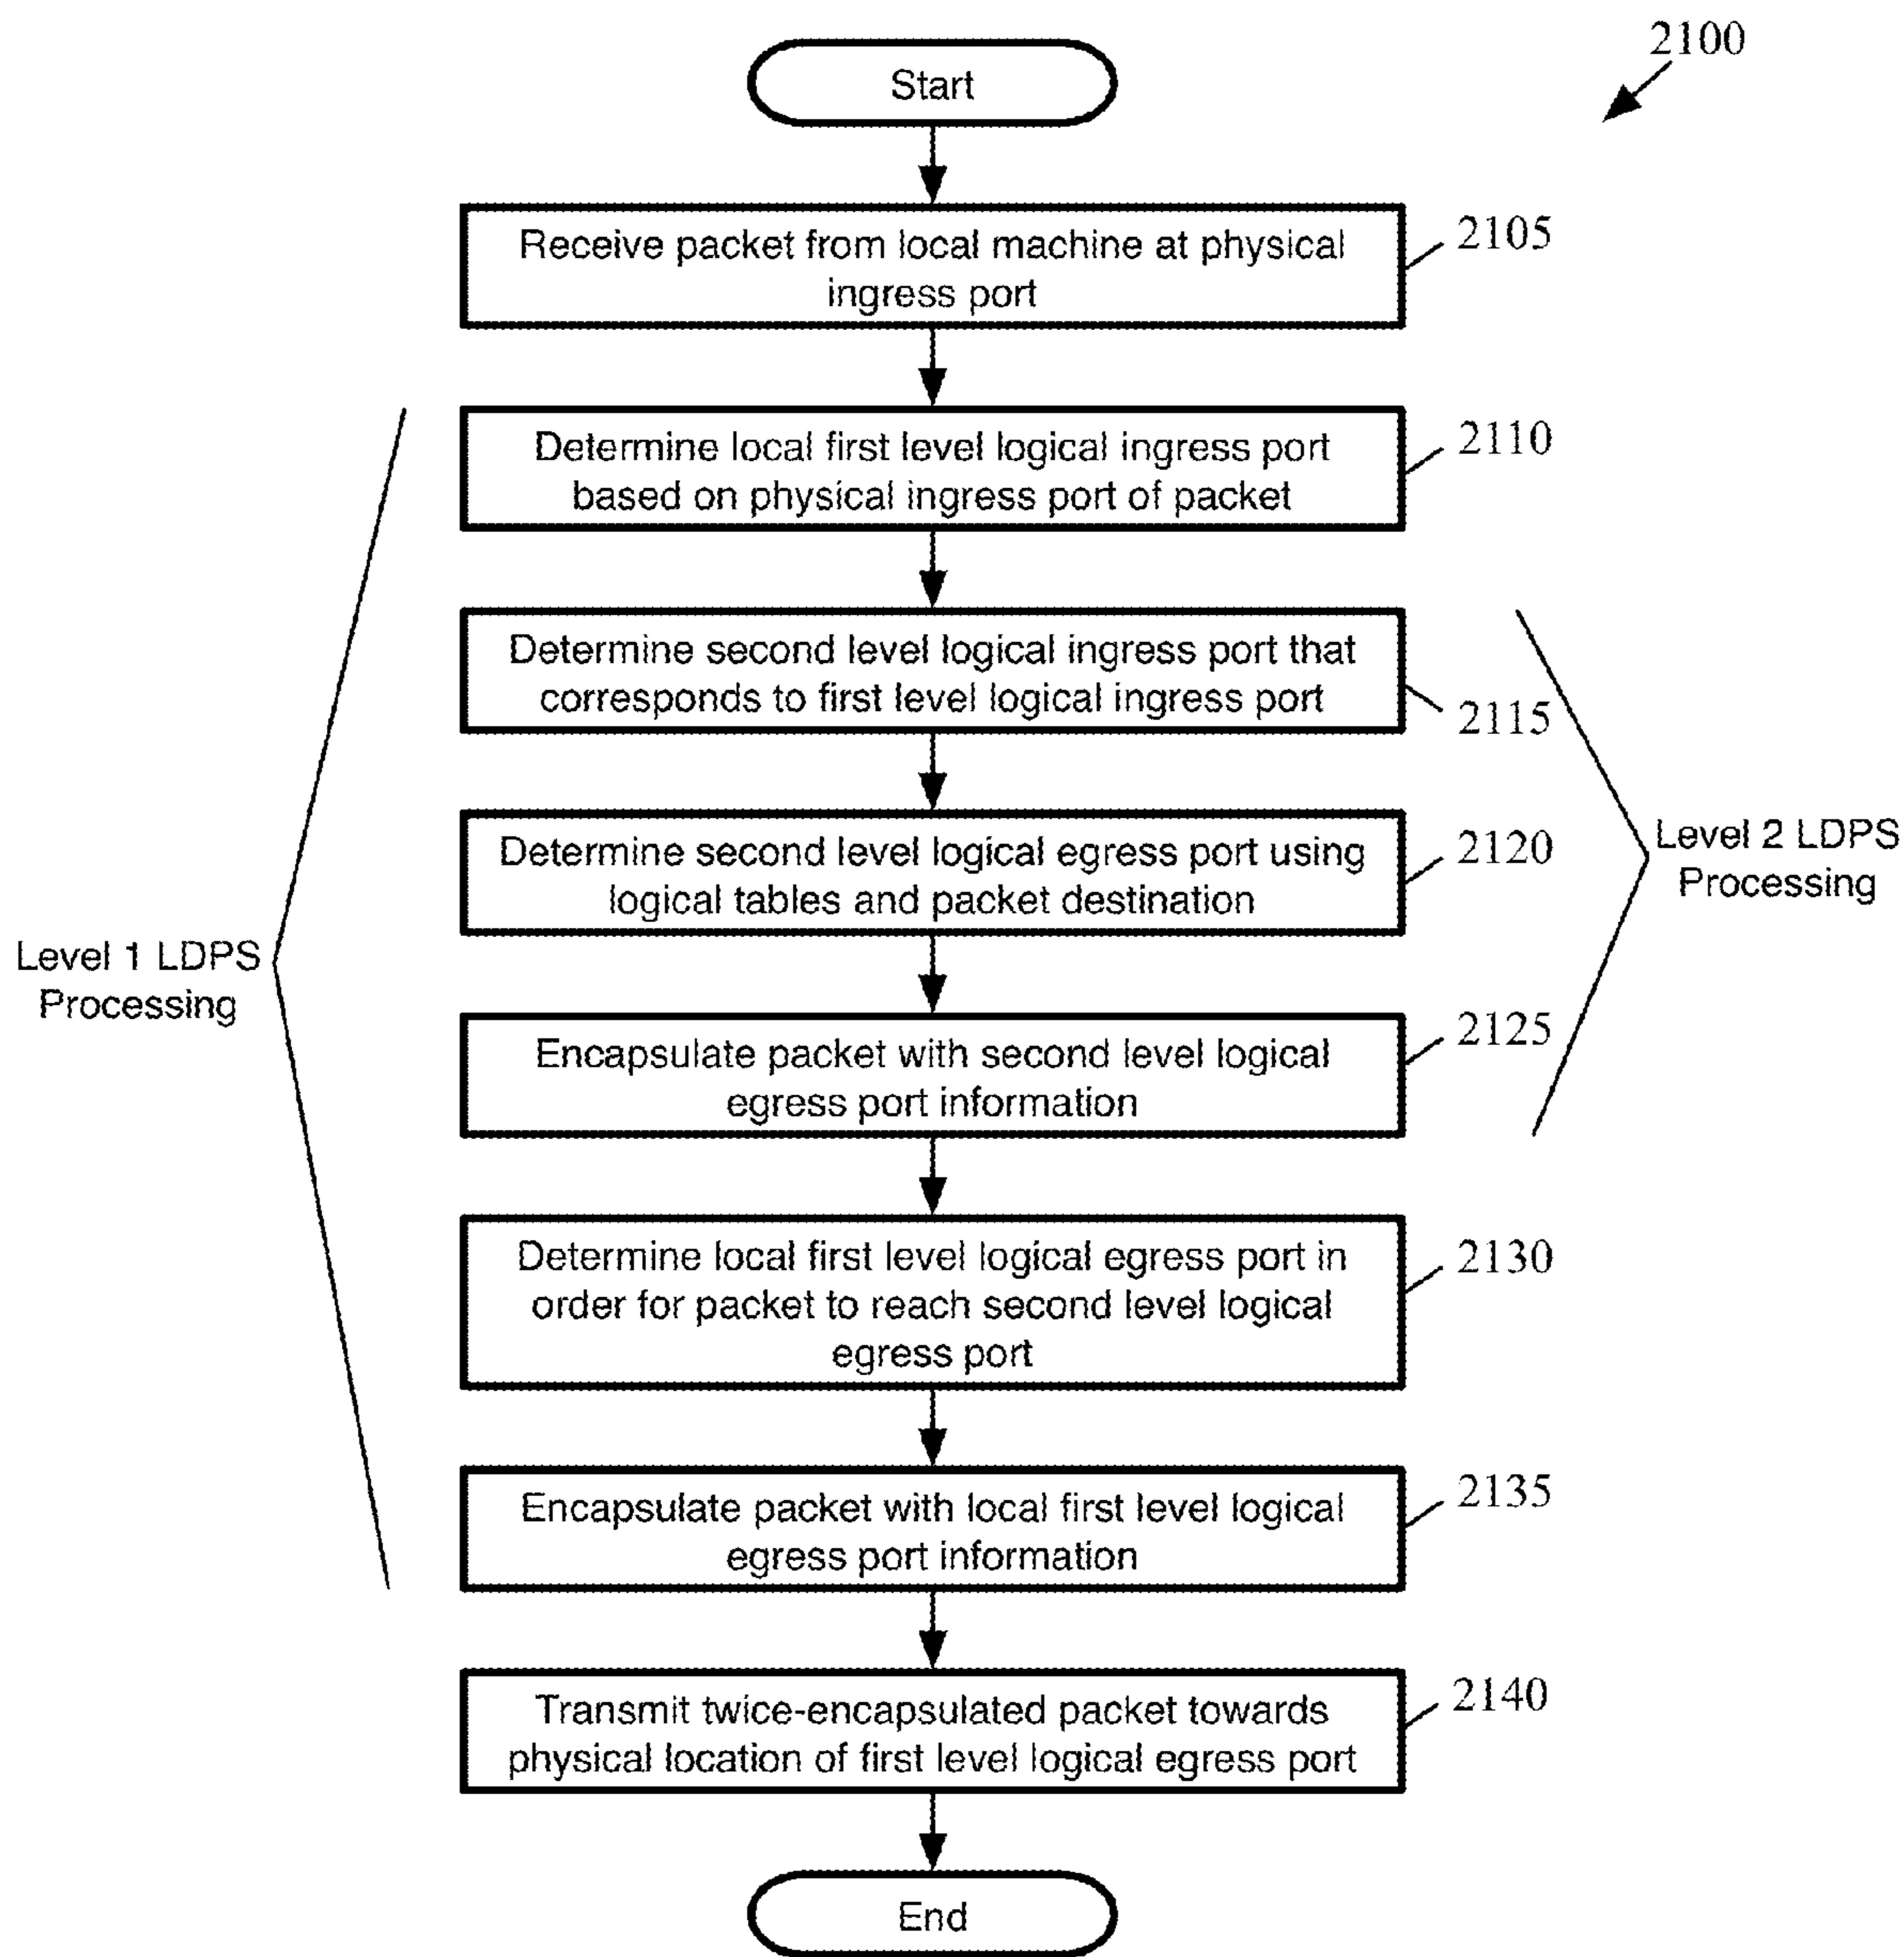 2100
Start
Receive packet from local machine at physical
ingress port
2105
Determine local first level logical ingress port
based on physical ingress port of packet
2110
Determine second level logical ingress port that
corresponds to first level logical ingress port
2115
Determine second level logical egress port using
logical tables and packet destination
2120
Level 2 LDPS
Processing
Level 1 LDPS
Processing
Encapsulate packet with second level logical
egress port information
2125
Determine local first level logical egress port in
order for packet to reach second level logical
egress port
2130
Encapsulate packet with local first level logical
egress port information
2135
Transmit twice-encapsulated packet towards
physical location of first level logical egress port
2140
End